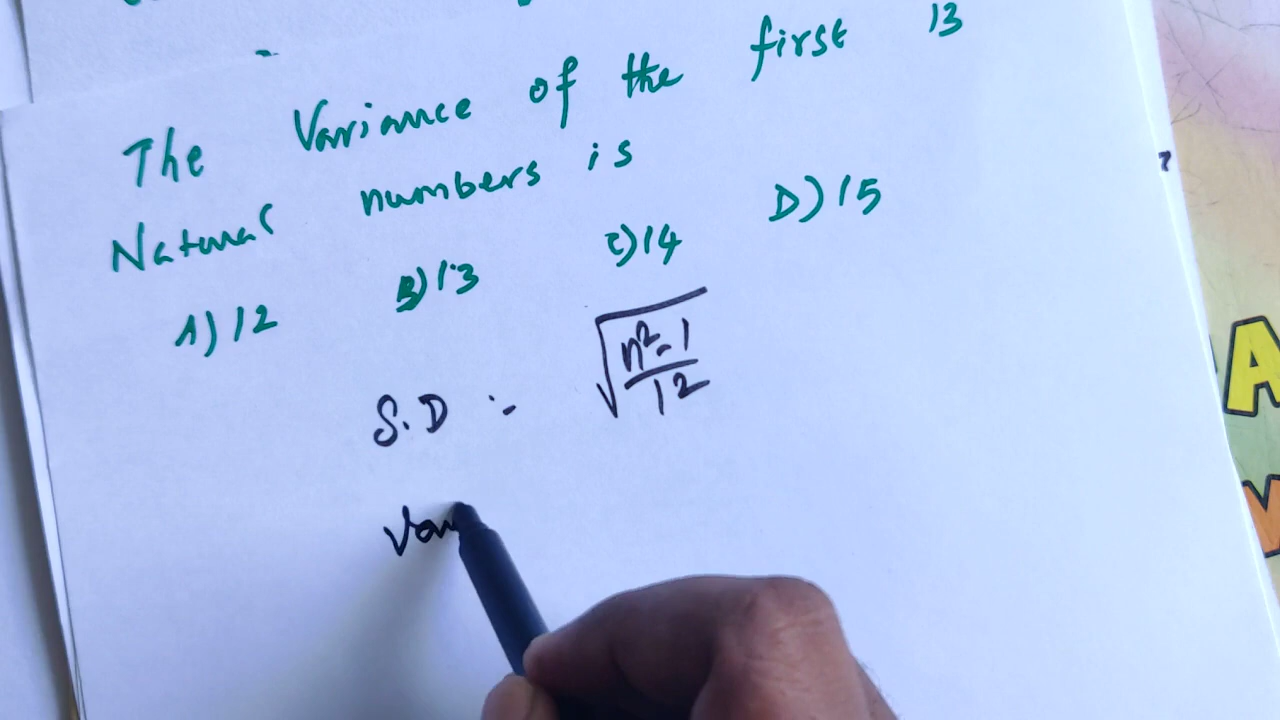 The Variance of the first 13
Natural numbers is
A) 12 B) 13 C) 14 D) 15
S.D :- √(n²-1)/12
Var